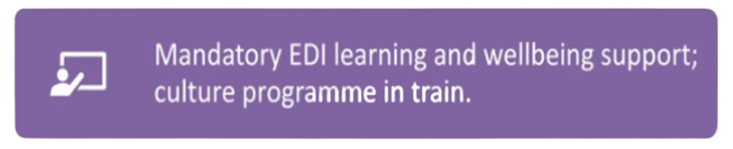 Mandatory EDI learning and wellbeing support;
culture programme in train.